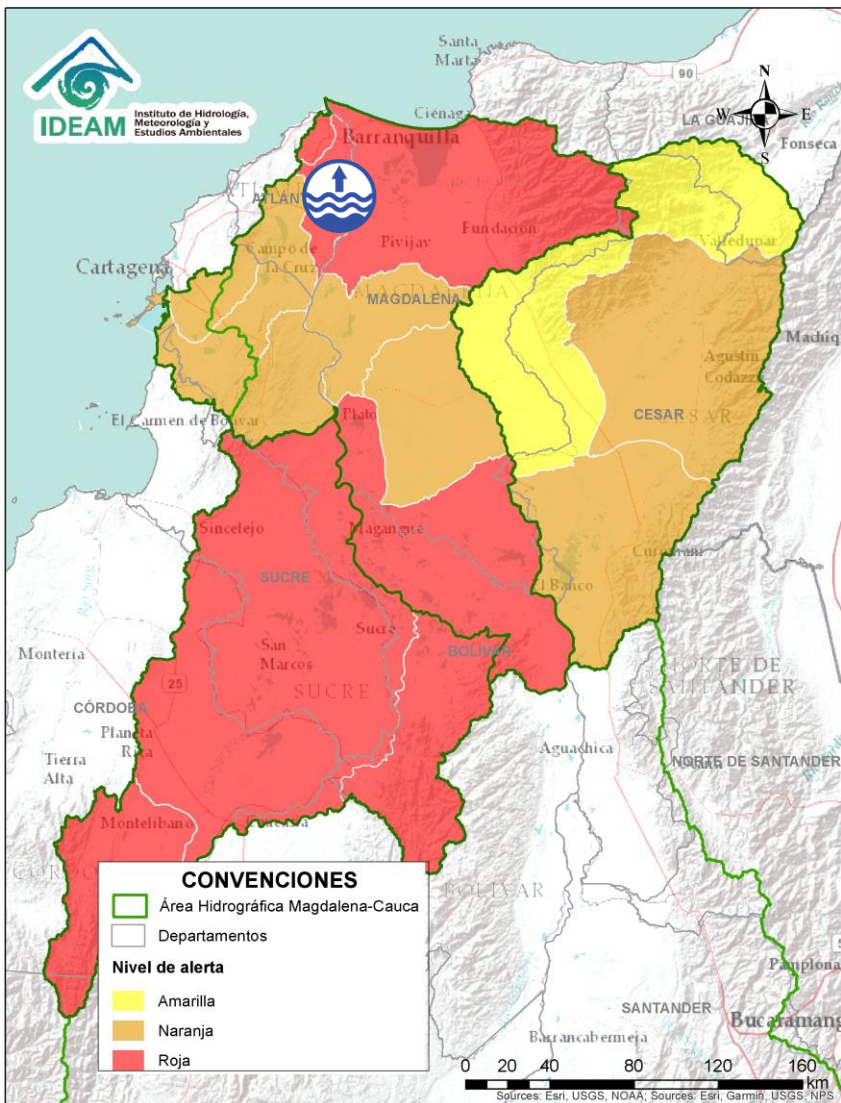 IDEAM
Instituto de Hidrología,
Meteorología y
Estudios Ambientales
Santa
Marta
90
N
W
E
S
LA GUAJI
Ciénaga
Fonseca
Barranquilla
ATLÁNT
Valledupar
Fundación
Pivijay
Campo de
la Cruz
Cartagena
MAGDALENA
Machiq
Agustín
Codazzi
El Carmen de Bolívar
Plato
CESAR
Sincelejo
Magangué
SUCRE
El Banco
Sucre
San
Marcos
BOLÍVAR
Montería
SUCRE
NORTE DE
SANTANDER
25
CÓRDOBA
Planeta
Rica
Tierra
Alta
Aguachica
NORTE DE SANTANDER
Montelíbano
BOLÍVAR
CONVENCIONES
Área Hidrográfica Magdalena-Cauca
Departamentos
Nivel de alerta
Amarilla
Naranja
Roja
Pamplona
SANTANDER
Bucaramang
Barrancabermeja
0 20 40 80 120 160
km
Sources: Esri, USGS, NOAA; Sources: Esri, Garmin, USGS, NPS